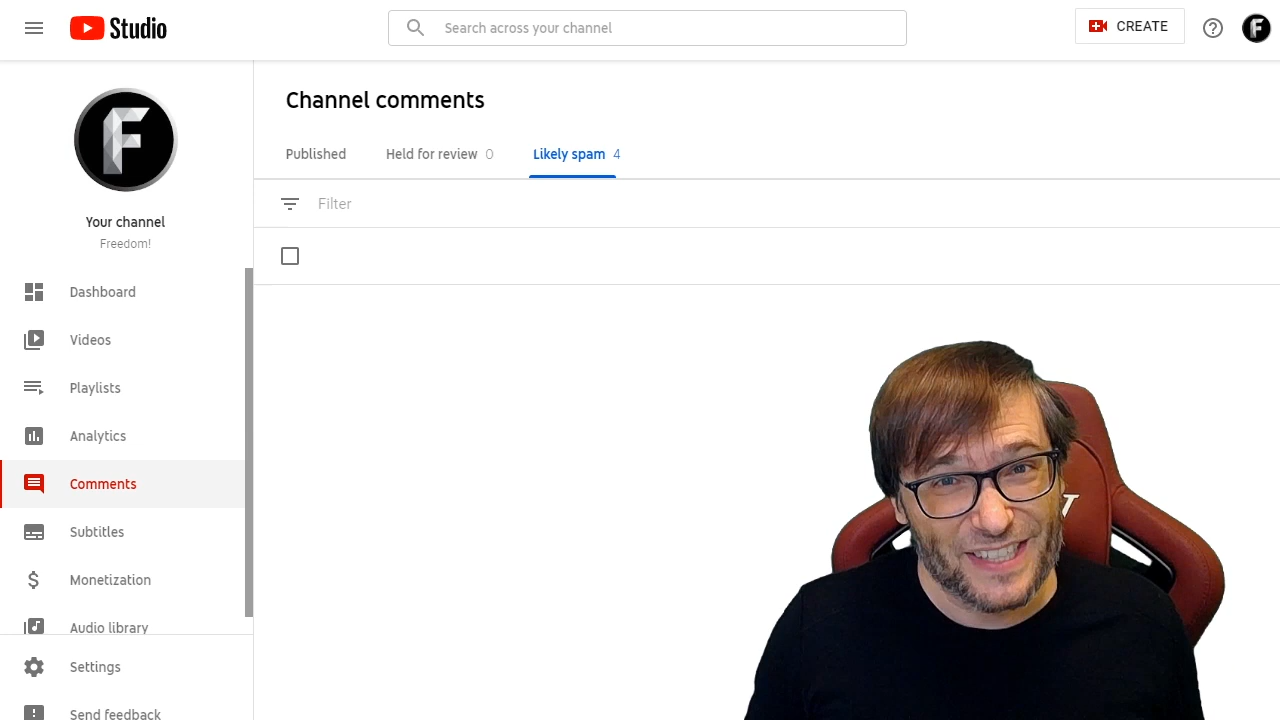 Studio
Search across your channel
CREATE
Channel comments
Published
Held for review 0
Likely spam 4
Filter
Your channel
Freedom!
Dashboard
Videos
Playlists
Analytics
Comments
Subtitles
Monetization
Audio library
Settings
Send feedback